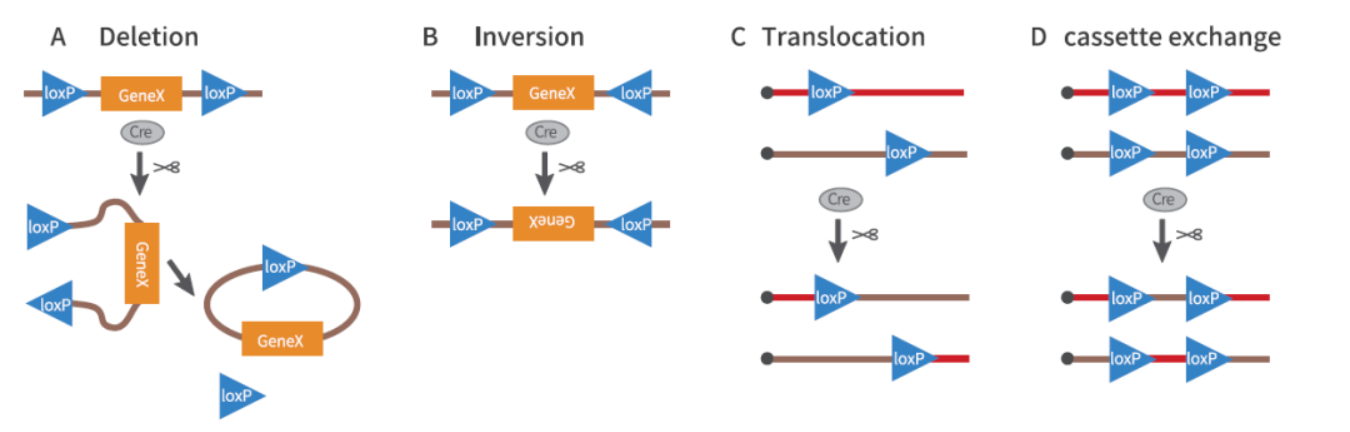 A Deletion
loxP GeneX loxP
Cre
loxP
GeneX
loxP
loxP
GeneX
loxP
B Inversion
loxP GeneX loxP
Cre
loxP GeneX loxP
C Translocation
loxP
loxP
Cre
loxP
loxP
D cassette exchange
loxP loxP
loxP loxP
Cre
loxP loxP
loxP loxP